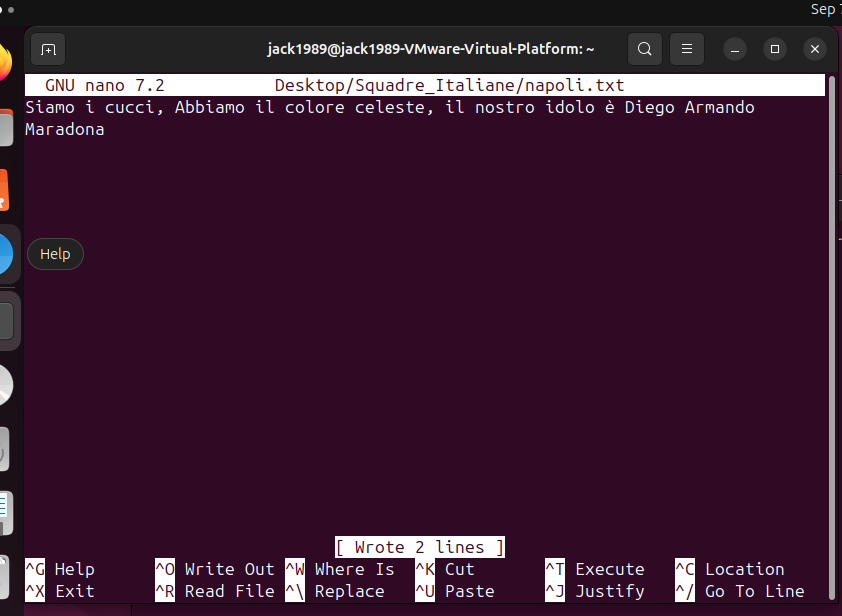 Sep 7
jack1989@jack1989-VMware-Virtual-Platform: ~
GNU nano 7.2 Desktop/Squadre_Italiane/napoli.txt
Siamo i cucci, Abbiamo il colore celeste, il nostro idolo è Diego Armando
Maradona
Help
[ Wrote 2 lines ]
^G Help ^O Write Out ^W Where Is ^K Cut ^T Execute ^C Location
^X Exit ^R Read File ^\ Replace ^U Paste ^J Justify ^/ Go To Line